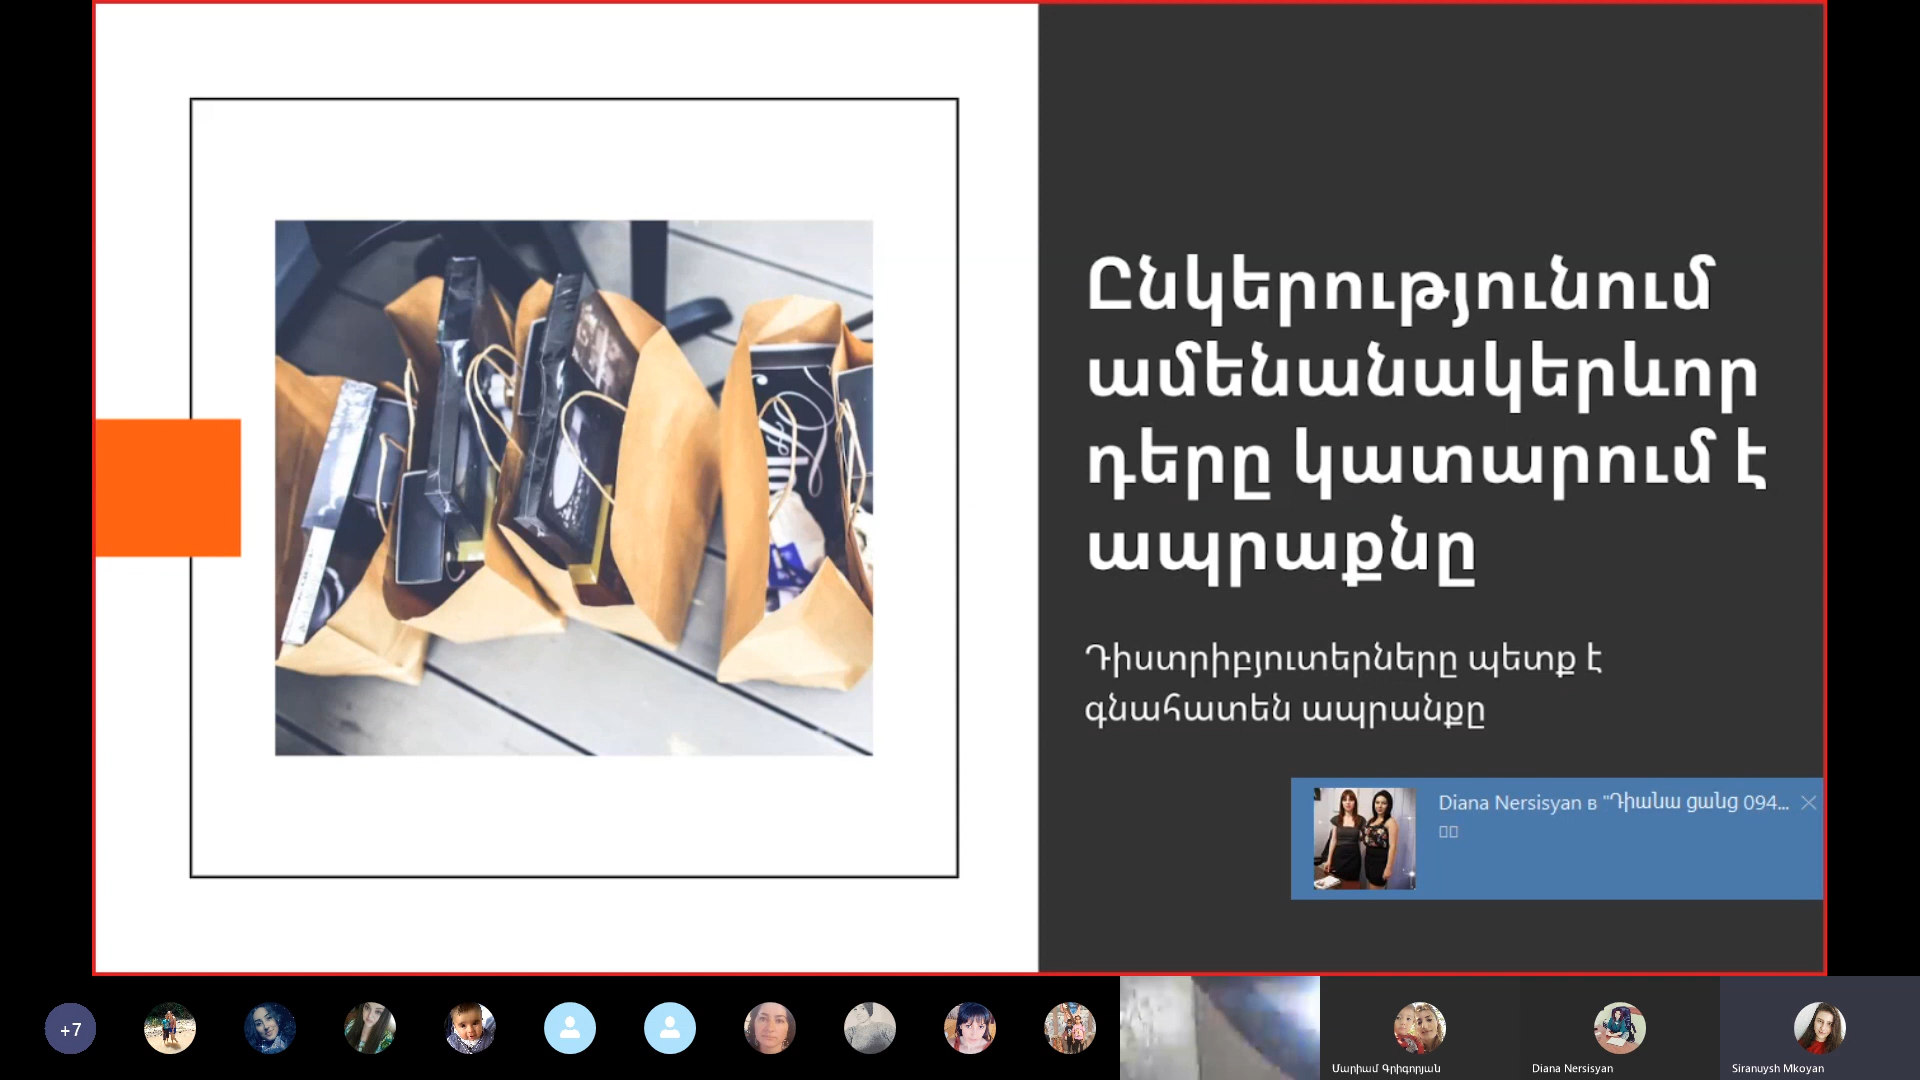 Ընկերությունում
ամենանակերևոր
դերը կատարում է
ապրաքնը
Դիստրիբյուտերները պետք է
գնահատեն ապրանքը
Diana Nersisyan в "Դիանա ցանց 094...
+7
Մարիամ Գրիգորյան
Diana Nersisyan
Siranuysh Mkoyan